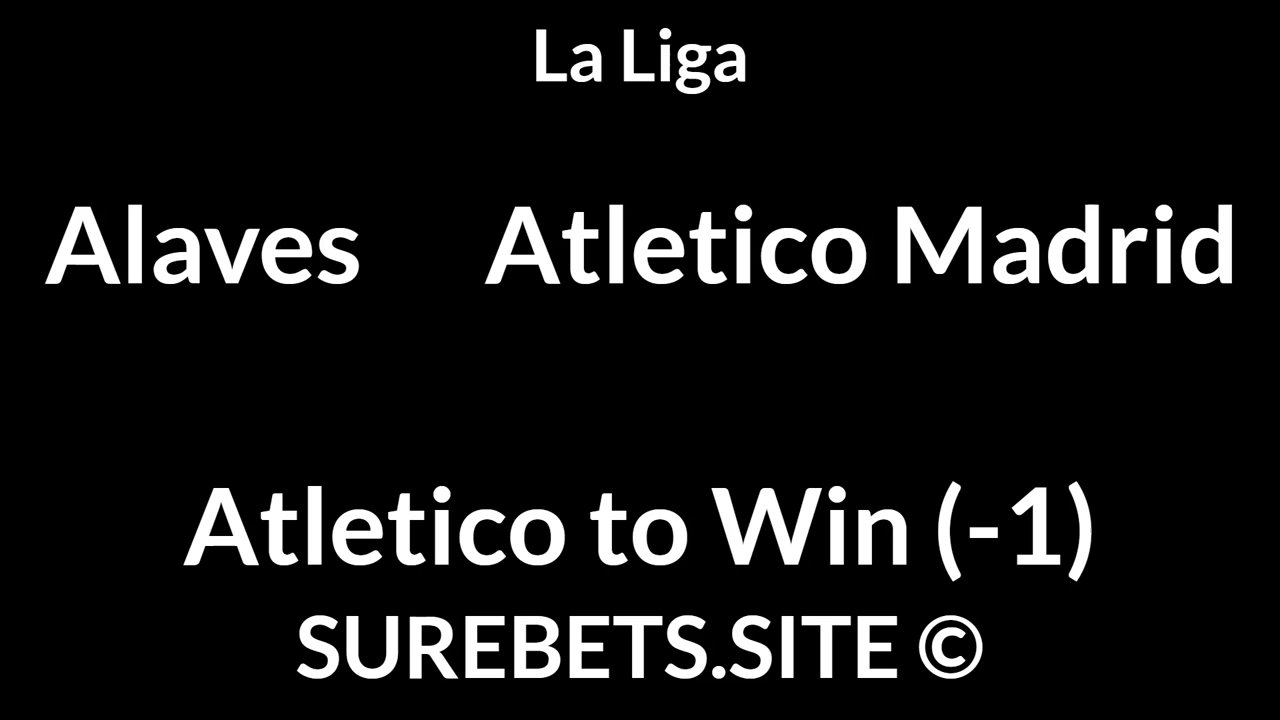 La Liga
Alaves Atletico Madrid
Atletico to Win (-1)
SUREBETS.SITE ©